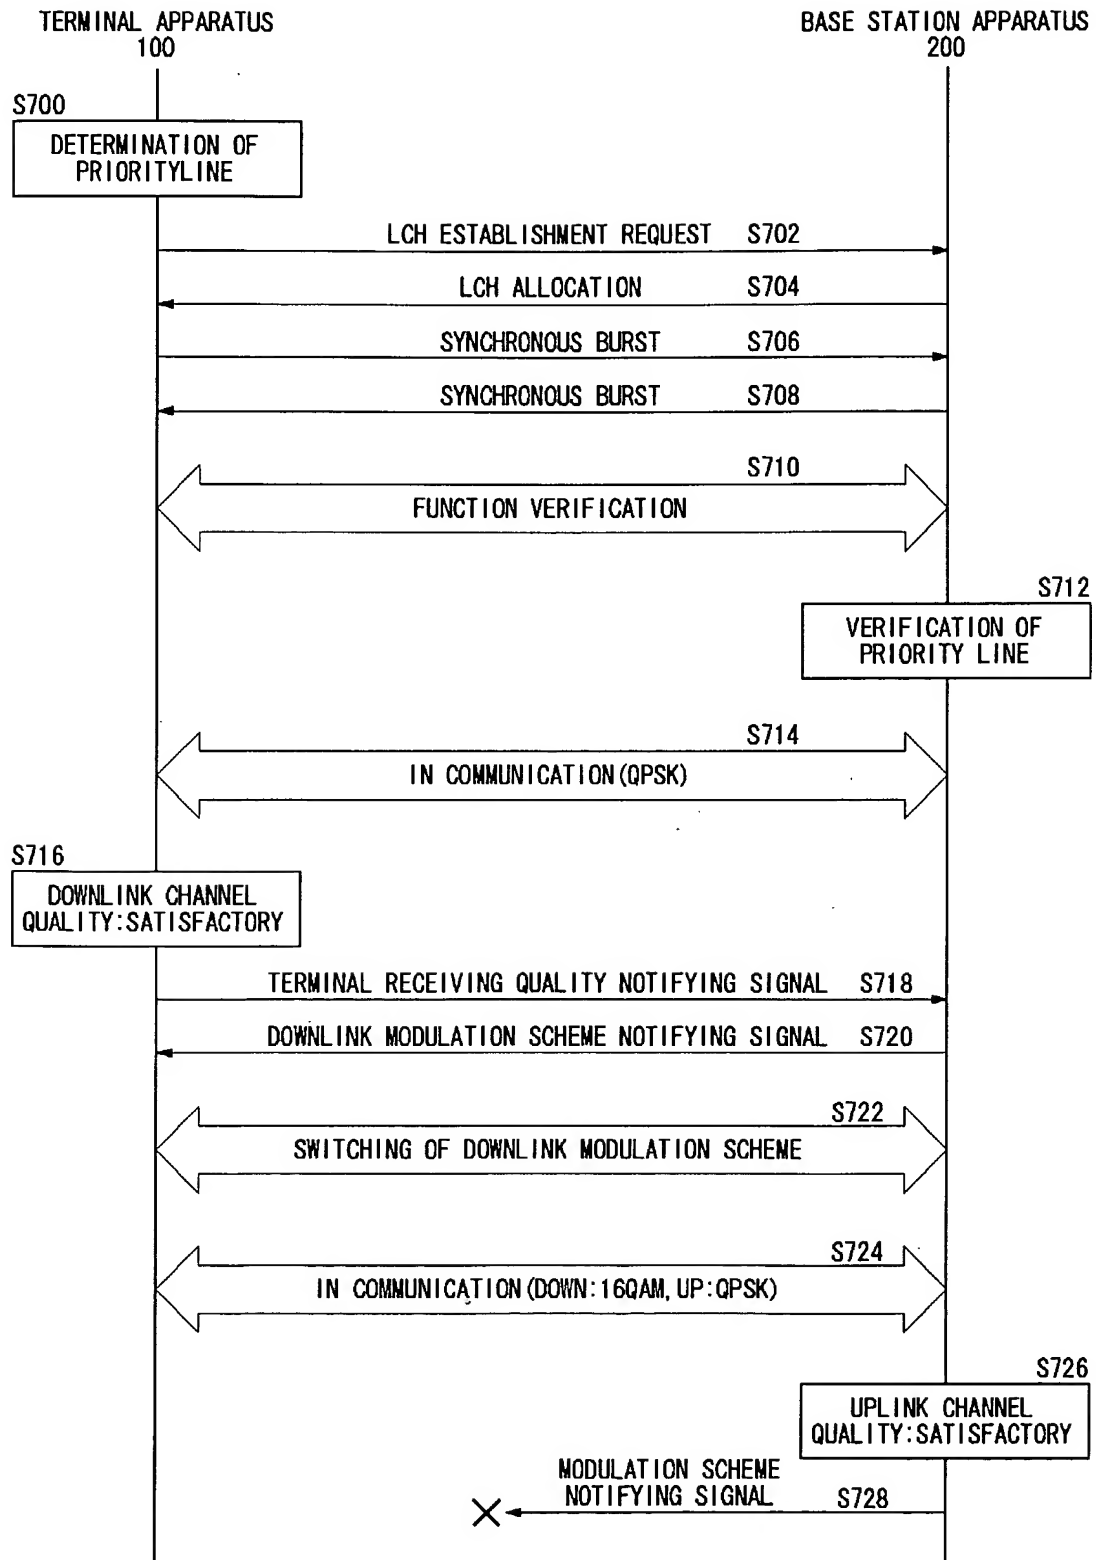 TERMINAL APPARATUS
100
BASE STATION APPARATUS
200
S700
DETERMINATION OF
PRIORITYLINE
LCH ESTABLISHMENT REQUEST S702
LCH ALLOCATION S704
SYNCHRONOUS BURST S706
SYNCHRONOUS BURST S708
S710
FUNCTION VERIFICATION
S712
VERIFICATION OF
PRIORITY LINE
S714
IN COMMUNICATION(QPSK)
S716
DOWNLINK CHANNEL
QUALITY:SATISFACTORY
TERMINAL RECEIVING QUALITY NOTIFYING SIGNAL S718
DOWNLINK MODULATION SCHEME NOTIFYING SIGNAL S720
S722
SWITCHING OF DOWNLINK MODULATION SCHEME
S724
IN COMMUNICATION(DOWN:16QAM,UP:QPSK)
S726
UPLINK CHANNEL
QUALITY:SATISFACTORY
MODULATION SCHEME
NOTIFYING SIGNAL S728